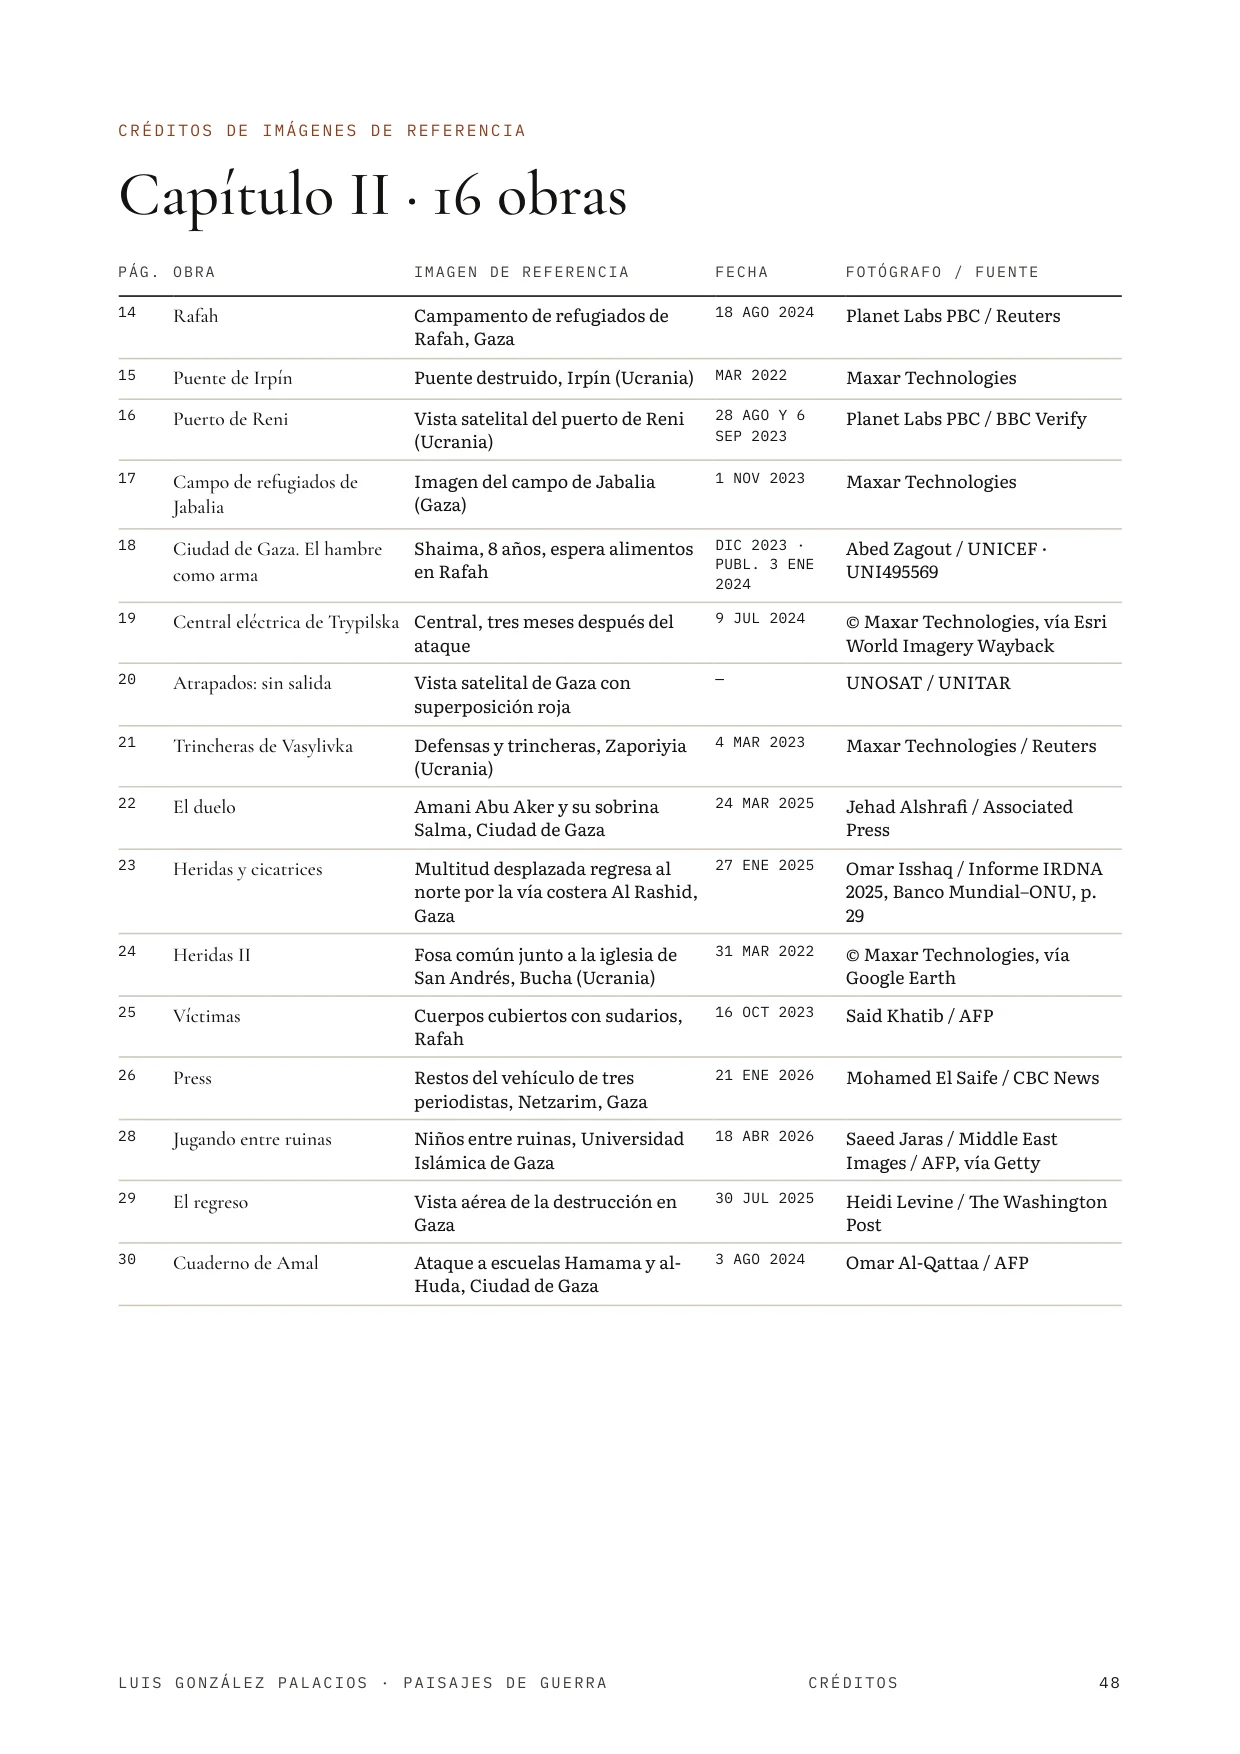 CRÉDITOS DE IMÁGENES DE REFERENCIA
Capítulo II · 16 obras
PÁG. OBRA IMAGEN DE REFERENCIA FECHA FOTÓGRAFO / FUENTE
14 Rafah Campamento de refugiados de 18 AGO 2024 Planet Labs PBC / Reuters
Rafah, Gaza
15 Puente de Irpín Puente destruido, Irpín (Ucrania) MAR 2022 Maxar Technologies
16 Puerto de Reni Vista satelital del puerto de Reni 28 AGO Y 6 Planet Labs PBC / BBC Verify
(Ucrania) SEP 2023
17 Campo de refugiados de Imagen del campo de Jabalia 1 NOV 2023 Maxar Technologies
Jabalia (Gaza)
18 Ciudad de Gaza. El hambre Shaima, 8 años, espera alimentos DIC 2023 · Abed Zagout / UNICEF ·
como arma en Rafah PUBL. 3 ENE UNI495569
2024
19 Central eléctrica de Trypilska Central, tres meses después del 9 JUL 2024 © Maxar Technologies, vía Esri
ataque World Imagery Wayback
20 Atrapados: sin salida Vista satelital de Gaza con — UNOSAT / UNITAR
superposición roja
21 Trincheras de Vasylivka Defensas y trincheras, Zaporiyia 4 MAR 2023 Maxar Technologies / Reuters
(Ucrania)
22 El duelo Amani Abu Aker y su sobrina 24 MAR 2025 Jehad Alshrafi / Associated
Salma, Ciudad de Gaza Press
23 Heridas y cicatrices Multitud desplazada regresa al 27 ENE 2025 Omar Isshaq / Informe IRDNA
norte por la vía costera Al Rashid, 2025, Banco Mundial–ONU, p.
Gaza 29
24 Heridas II Fosa común junto a la iglesia de 31 MAR 2022 © Maxar Technologies, vía
San Andrés, Bucha (Ucrania) Google Earth
25 Víctimas Cuerpos cubiertos con sudarios, 16 OCT 2023 Said Khatib / AFP
Rafah
26 Press Restos del vehículo de tres 21 ENE 2026 Mohamed El Saife / CBC News
periodistas, Netzarim, Gaza
28 Jugando entre ruinas Niños entre ruinas, Universidad 18 ABR 2026 Saeed Jaras / Middle East
Islámica de Gaza Images / AFP, vía Getty
29 El regreso Vista aérea de la destrucción en 30 JUL 2025 Heidi Levine / The Washington
Gaza Post
30 Cuaderno de Amal Ataque a escuelas Hamama y al- 3 AGO 2024 Omar Al-Qattaa / AFP
Huda, Ciudad de Gaza
LUIS GONZÁLEZ PALACIOS · PAISAJES DE GUERRA CRÉDITOS 48